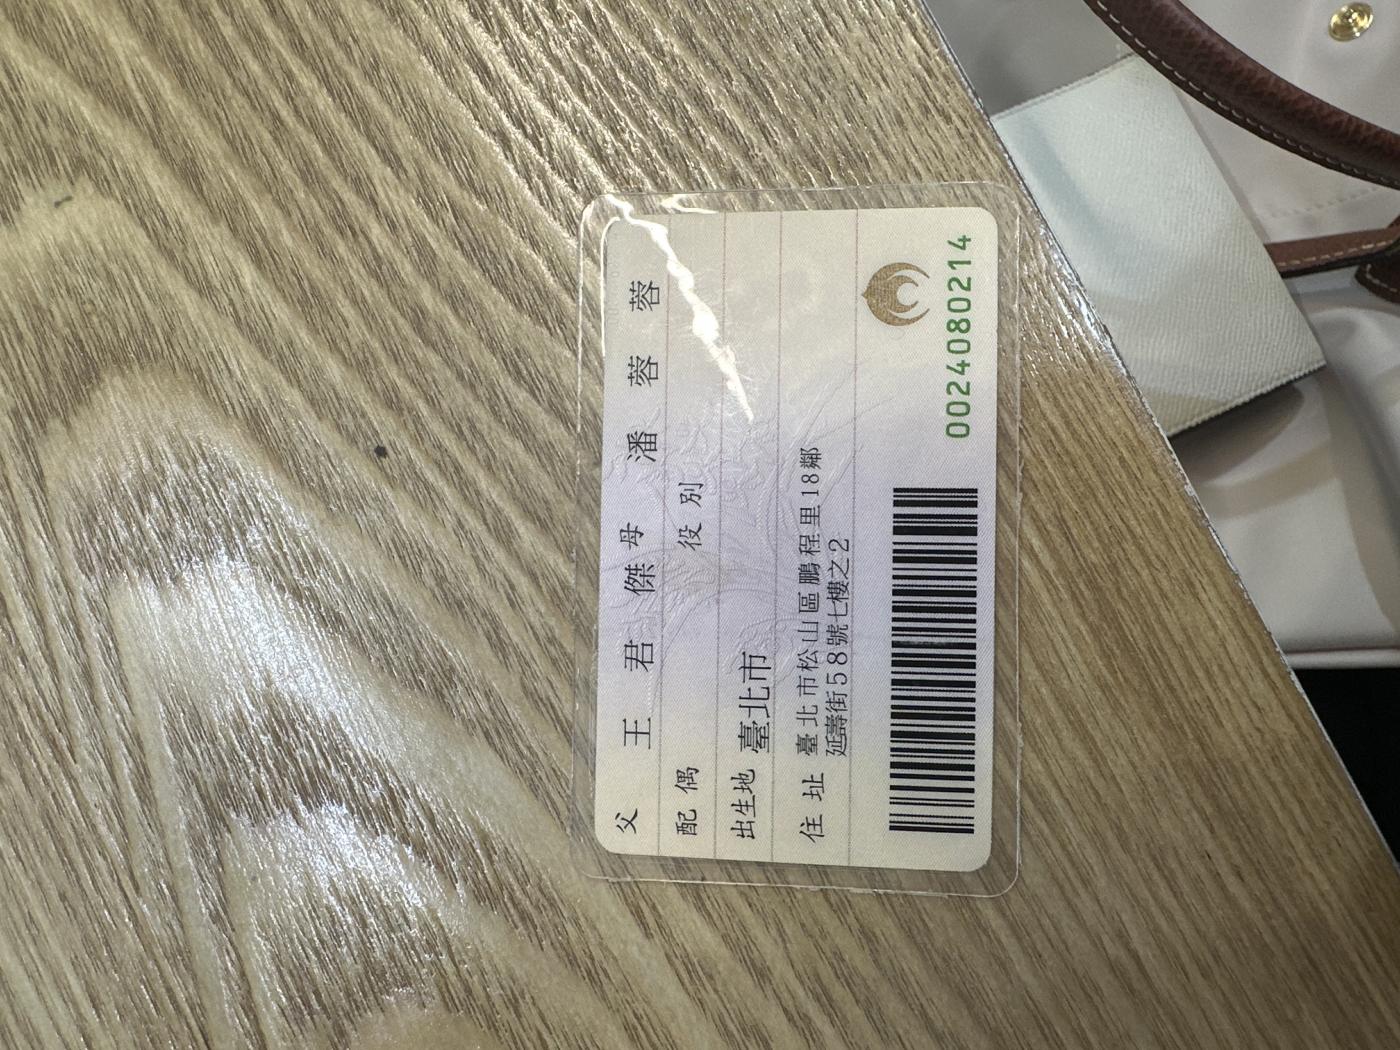 父 王君傑 母 潘蓉蓉
配偶 役別
出生地 臺北市
住址 臺北市松山區鵬程里18鄰
延壽街58號七樓之2
0024080214